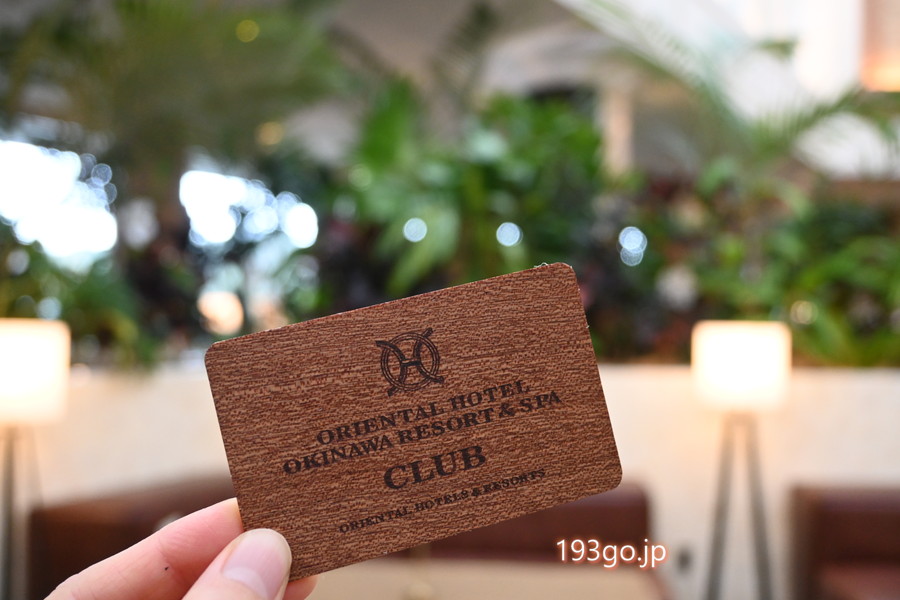 ORIENTAL HOTEL
OKINAWA RESORT & SPA
CLUB
ORIENTAL HOTELS & RESORTS
193go.jp